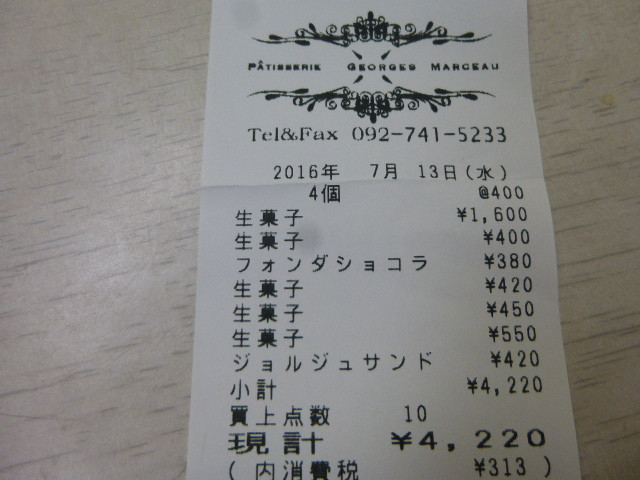 PÂTISSERIE GEORGES MARCEAU
Tel&Fax 092-741-5233
2016年 7月 13日(水)
4個 @400
生菓子 ¥1,600
生菓子 ¥400
フォンダショコラ ¥380
生菓子 ¥420
生菓子 ¥450
生菓子 ¥550
ジョルジュサンド ¥420
小計 ¥4,220
買上点数 10
現計 ¥4,220
(内消費税 ¥313)